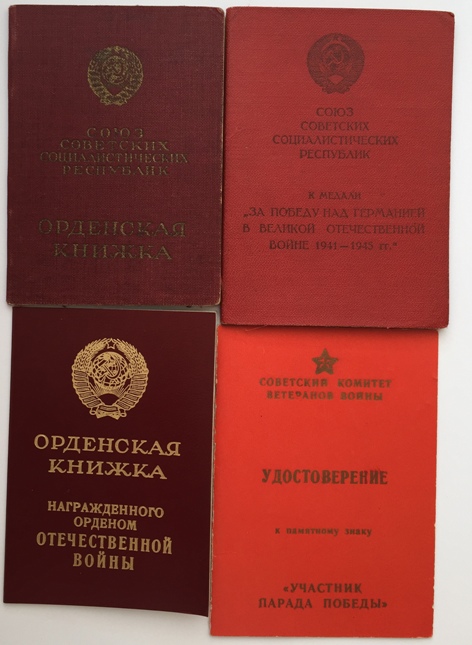 СОЮЗ
СОВЕТСКИХ
СОЦИАЛИСТИЧЕСКИХ
РЕСПУБЛИК
ОРДЕНСКАЯ
КНИЖКА
СОЮЗ
СОВЕТСКИХ
СОЦИАЛИСТИЧЕСКИХ
РЕСПУБЛИК
К МЕДАЛИ
„ЗА ПОБЕДУ НАД ГЕРМАНИЕЙ
В ВЕЛИКОЙ ОТЕЧЕСТВЕННОЙ
ВОЙНЕ 1941—1945 гг.“
ОРДЕНСКАЯ
КНИЖКА
НАГРАЖДЕННОГО
ОРДЕНОМ
ОТЕЧЕСТВЕННОЙ
ВОЙНЫ
СОВЕТСКИЙ КОМИТЕТ
ВЕТЕРАНОВ ВОЙНЫ
УДОСТОВЕРЕНИЕ
к памятному знаку
«УЧАСТНИК
ПАРАДА ПОБЕДЫ»